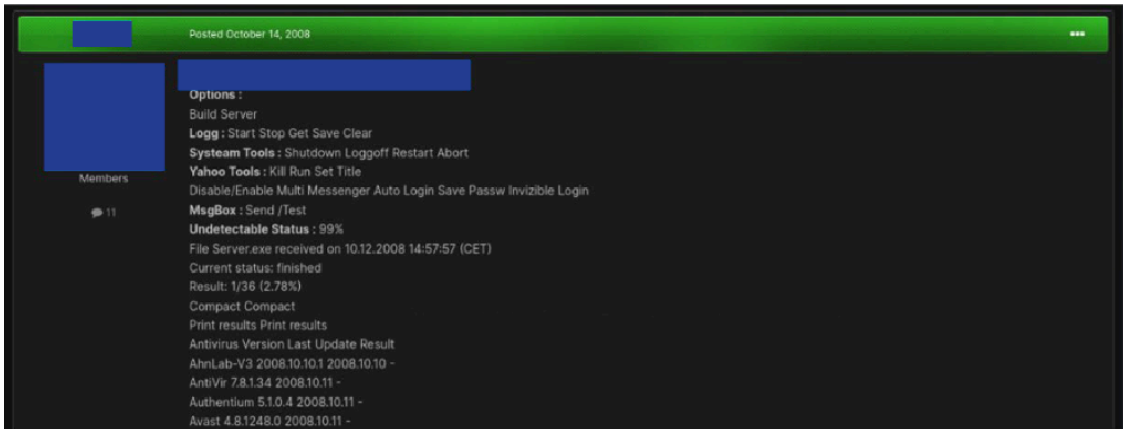 Posted October 14, 2008
Options :
Build Server
Logg : Start Stop Get Save Clear
Systeam Tools : Shutdown Loggoff Restart Abort
Yahoo Tools : Kill Run Set Title
Disable/Enable Multi Messenger Auto Login Save Passw Invizible Login
MsgBox : Send /Test
Undetectable Status : 99%
File Server.exe received on 10.12.2008 14:57:57 (CET)
Current status: finished
Result: 1/36 (2.78%)
Compact Compact
Print results Print results
Antivirus Version Last Update Result
AhnLab-V3 2008.10.10.1 2008.10.10 -
AntiVir 7.8.1.34 2008.10.11 -
Authentium 5.1.0.4 2008.10.11 -
Avast 4.8.1248.0 2008.10.11 -
Members
11